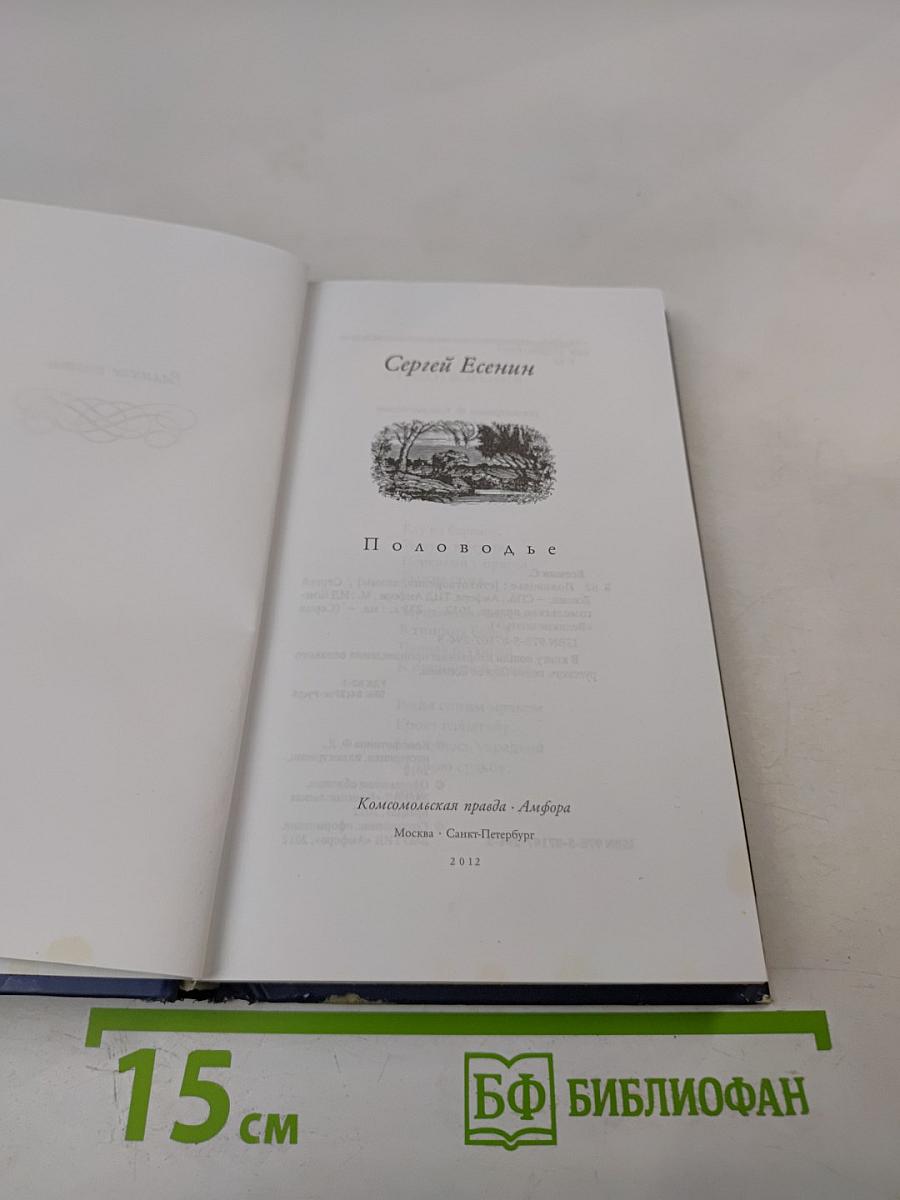 Сергей Есенин
Половодье
Комсомольская правда · Амфора
Москва · Санкт-Петербург
2012
15 см
БФ БИБЛИОФАН